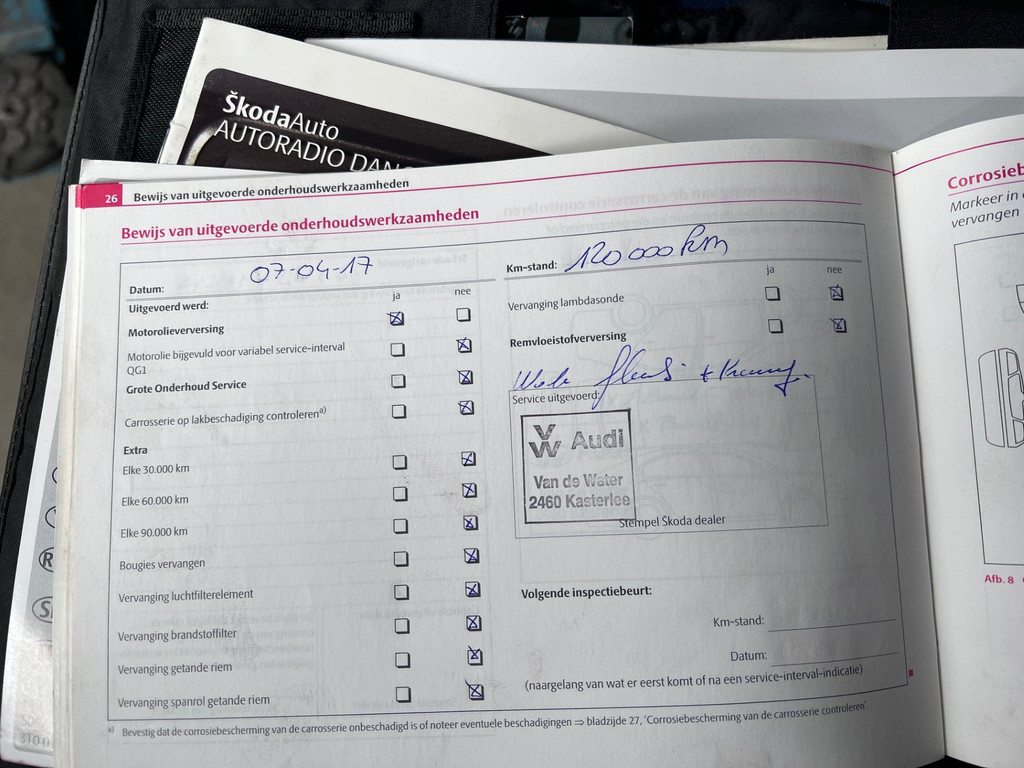 ŠkodaAuto
AUTORADIO DAN
26 Bewijs van uitgevoerde onderhoudswerkzaamheden
Bewijs van uitgevoerde onderhoudswerkzaamheden
Datum: 07-04-17
Uitgevoerd werd: ja nee
Motorolieverversing
Motorolie bijgevuld voor variabel service-interval
QG1
Grote Onderhoud Service
Carrosserie op lakbeschadiging controleren a)
Extra
Elke 30.000 km
Elke 60.000 km
Elke 90.000 km
Bougies vervangen
Vervanging luchtfilterelement
Vervanging brandstoffilter
Vervanging getande riem
Vervanging spanrol getande riem
Km-stand: 120 000 km
ja nee
Vervanging lambdasonde
Remvloeistofverversing
Service uitgevoerd:
VW Audi
Van de Water
2460 Kasterlee
Stempel Škoda dealer
Volgende inspectiebeurt:
Km-stand:
Datum:
(naargelang van wat er eerst komt of na een service-interval-indicatie)
a) Bevestig dat de corrosiebescherming van de carrosserie onbeschadigd is of noteer eventuele beschadigingen ⇒ bladzijde 27, 'Corrosiebescherming van de carrosserie controleren'.
Corrosieb
Markeer in
vervangen
Afb. 8